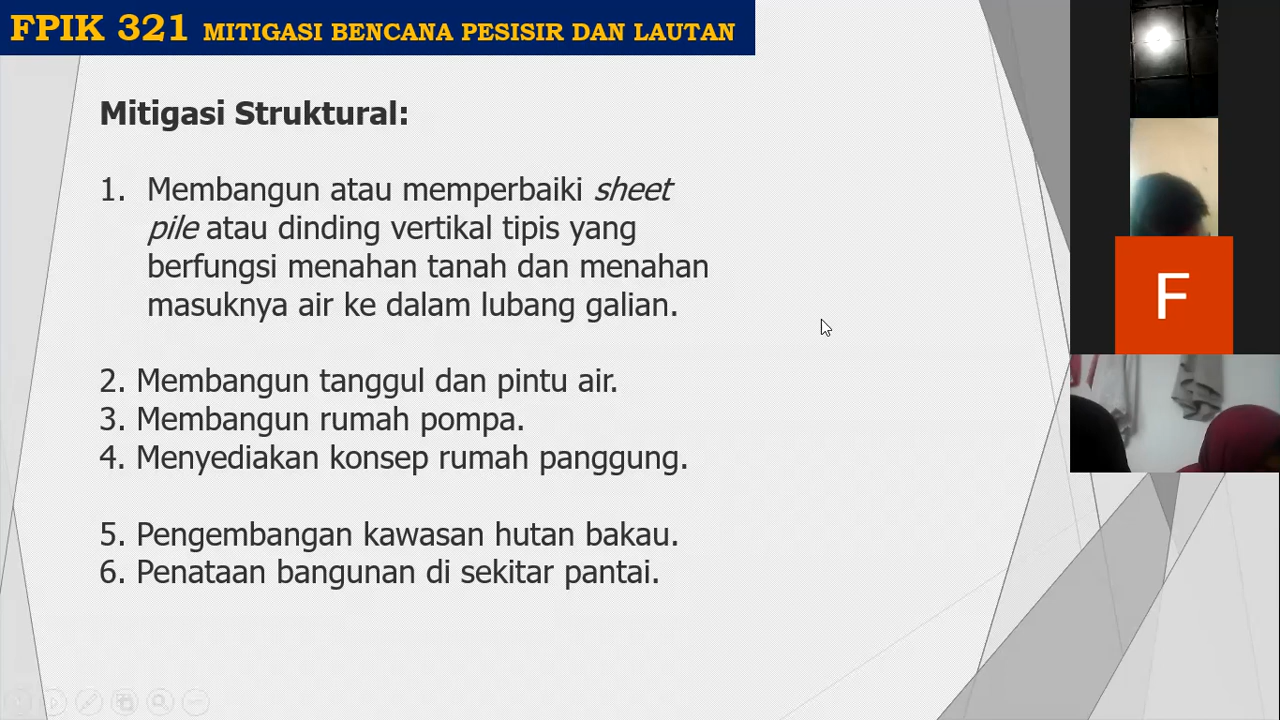 FPIK 321 MITIGASI BENCANA PESISIR DAN LAUTAN
Mitigasi Struktural:
1. Membangun atau memperbaiki sheet
pile atau dinding vertikal tipis yang
berfungsi menahan tanah dan menahan
masuknya air ke dalam lubang galian.
2. Membangun tanggul dan pintu air.
3. Membangun rumah pompa.
4. Menyediakan konsep rumah panggung.
5. Pengembangan kawasan hutan bakau.
6. Penataan bangunan di sekitar pantai.
F